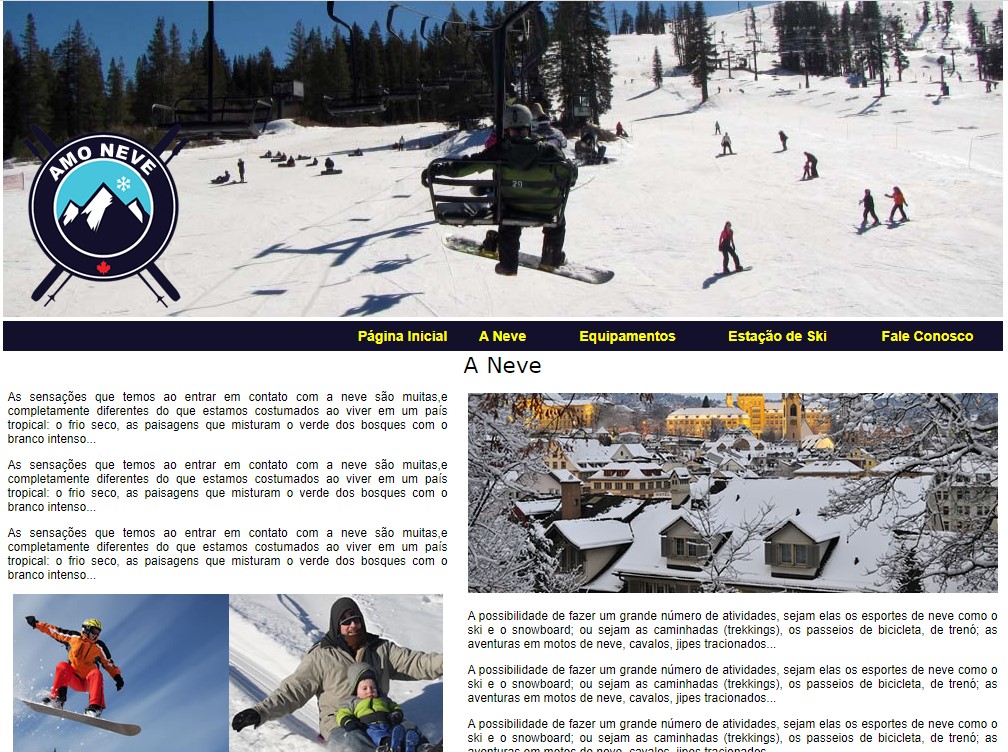 AMO NEVE
29
Página Inicial A Neve Equipamentos Estação de Ski Fale Conosco
A Neve
As sensações que temos ao entrar em contato com a neve são muitas,e
completamente diferentes do que estamos costumados ao viver em um país
tropical: o frio seco, as paisagens que misturam o verde dos bosques com o
branco intenso...
As sensações que temos ao entrar em contato com a neve são muitas,e
completamente diferentes do que estamos costumados ao viver em um país
tropical: o frio seco, as paisagens que misturam o verde dos bosques com o
branco intenso...
As sensações que temos ao entrar em contato com a neve são muitas,e
completamente diferentes do que estamos costumados ao viver em um país
tropical: o frio seco, as paisagens que misturam o verde dos bosques com o
branco intenso...
A possibilidade de fazer um grande número de atividades, sejam elas os esportes de neve como o
ski e o snowboard; ou sejam as caminhadas (trekkings), os passeios de bicicleta, de trenó; as
aventuras em motos de neve, cavalos, jipes tracionados...
A possibilidade de fazer um grande número de atividades, sejam elas os esportes de neve como o
ski e o snowboard; ou sejam as caminhadas (trekkings), os passeios de bicicleta, de trenó; as
aventuras em motos de neve, cavalos, jipes tracionados...
A possibilidade de fazer um grande número de atividades, sejam elas os esportes de neve como o
ski e o snowboard; ou sejam as caminhadas (trekkings), os passeios de bicicleta, de trenó; as
aventuras em motos de neve, cavalos, jipes tracionados...